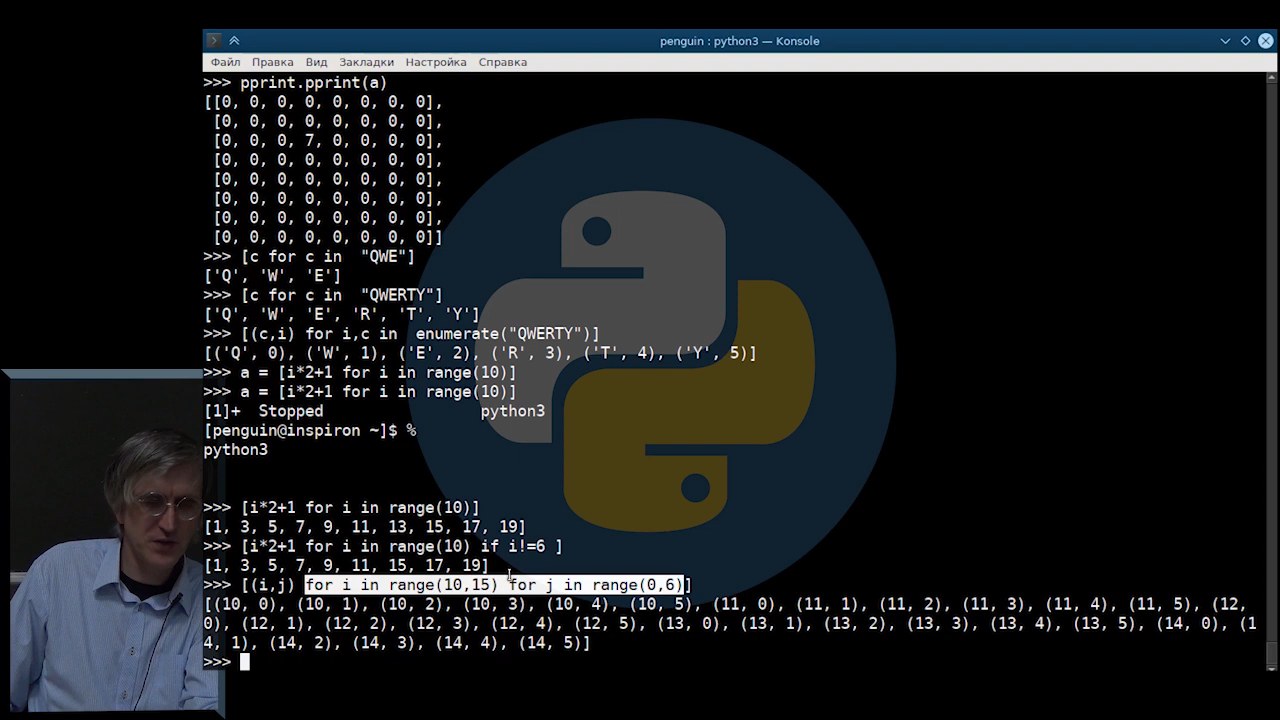 penguin : python3 — Konsole
Файл Правка Вид Закладки Настройка Справка
>>> pprint.pprint(a)
[[0, 0, 0, 0, 0, 0, 0, 0],
 [0, 0, 0, 0, 0, 0, 0, 0],
 [0, 0, 0, 7, 0, 0, 0, 0],
 [0, 0, 0, 0, 0, 0, 0, 0],
 [0, 0, 0, 0, 0, 0, 0, 0],
 [0, 0, 0, 0, 0, 0, 0, 0],
 [0, 0, 0, 0, 0, 0, 0, 0],
 [0, 0, 0, 0, 0, 0, 0, 0]]
>>> [c for c in  "QWE"]
['Q', 'W', 'E']
>>> [c for c in  "QWERTY"]
['Q', 'W', 'E', 'R', 'T', 'Y']
>>> [(c,i) for i,c in  enumerate("QWERTY")]
[('Q', 0), ('W', 1), ('E', 2), ('R', 3), ('T', 4), ('Y', 5)]
>>> a = [i*2+1 for i in range(10)]
>>> a = [i*2+1 for i in range(10)]
[1]+  Stopped                 python3
[penguin@inspiron ~]$ %
python3
>>> [i*2+1 for i in range(10)]
[1, 3, 5, 7, 9, 11, 13, 15, 17, 19]
>>> [i*2+1 for i in range(10) if i!=6 ]
[1, 3, 5, 7, 9, 11, 15, 17, 19]
>>> [(i,j) for i in range(10,15) for j in range(0,6)]
[(10, 0), (10, 1), (10, 2), (10, 3), (10, 4), (10, 5), (11, 0), (11, 1), (11, 2), (11, 3), (11, 4), (11, 5), (12,
0), (12, 1), (12, 2), (12, 3), (12, 4), (12, 5), (13, 0), (13, 1), (13, 2), (13, 3), (13, 4), (13, 5), (14, 0), (1
4, 1), (14, 2), (14, 3), (14, 4), (14, 5)]
>>>